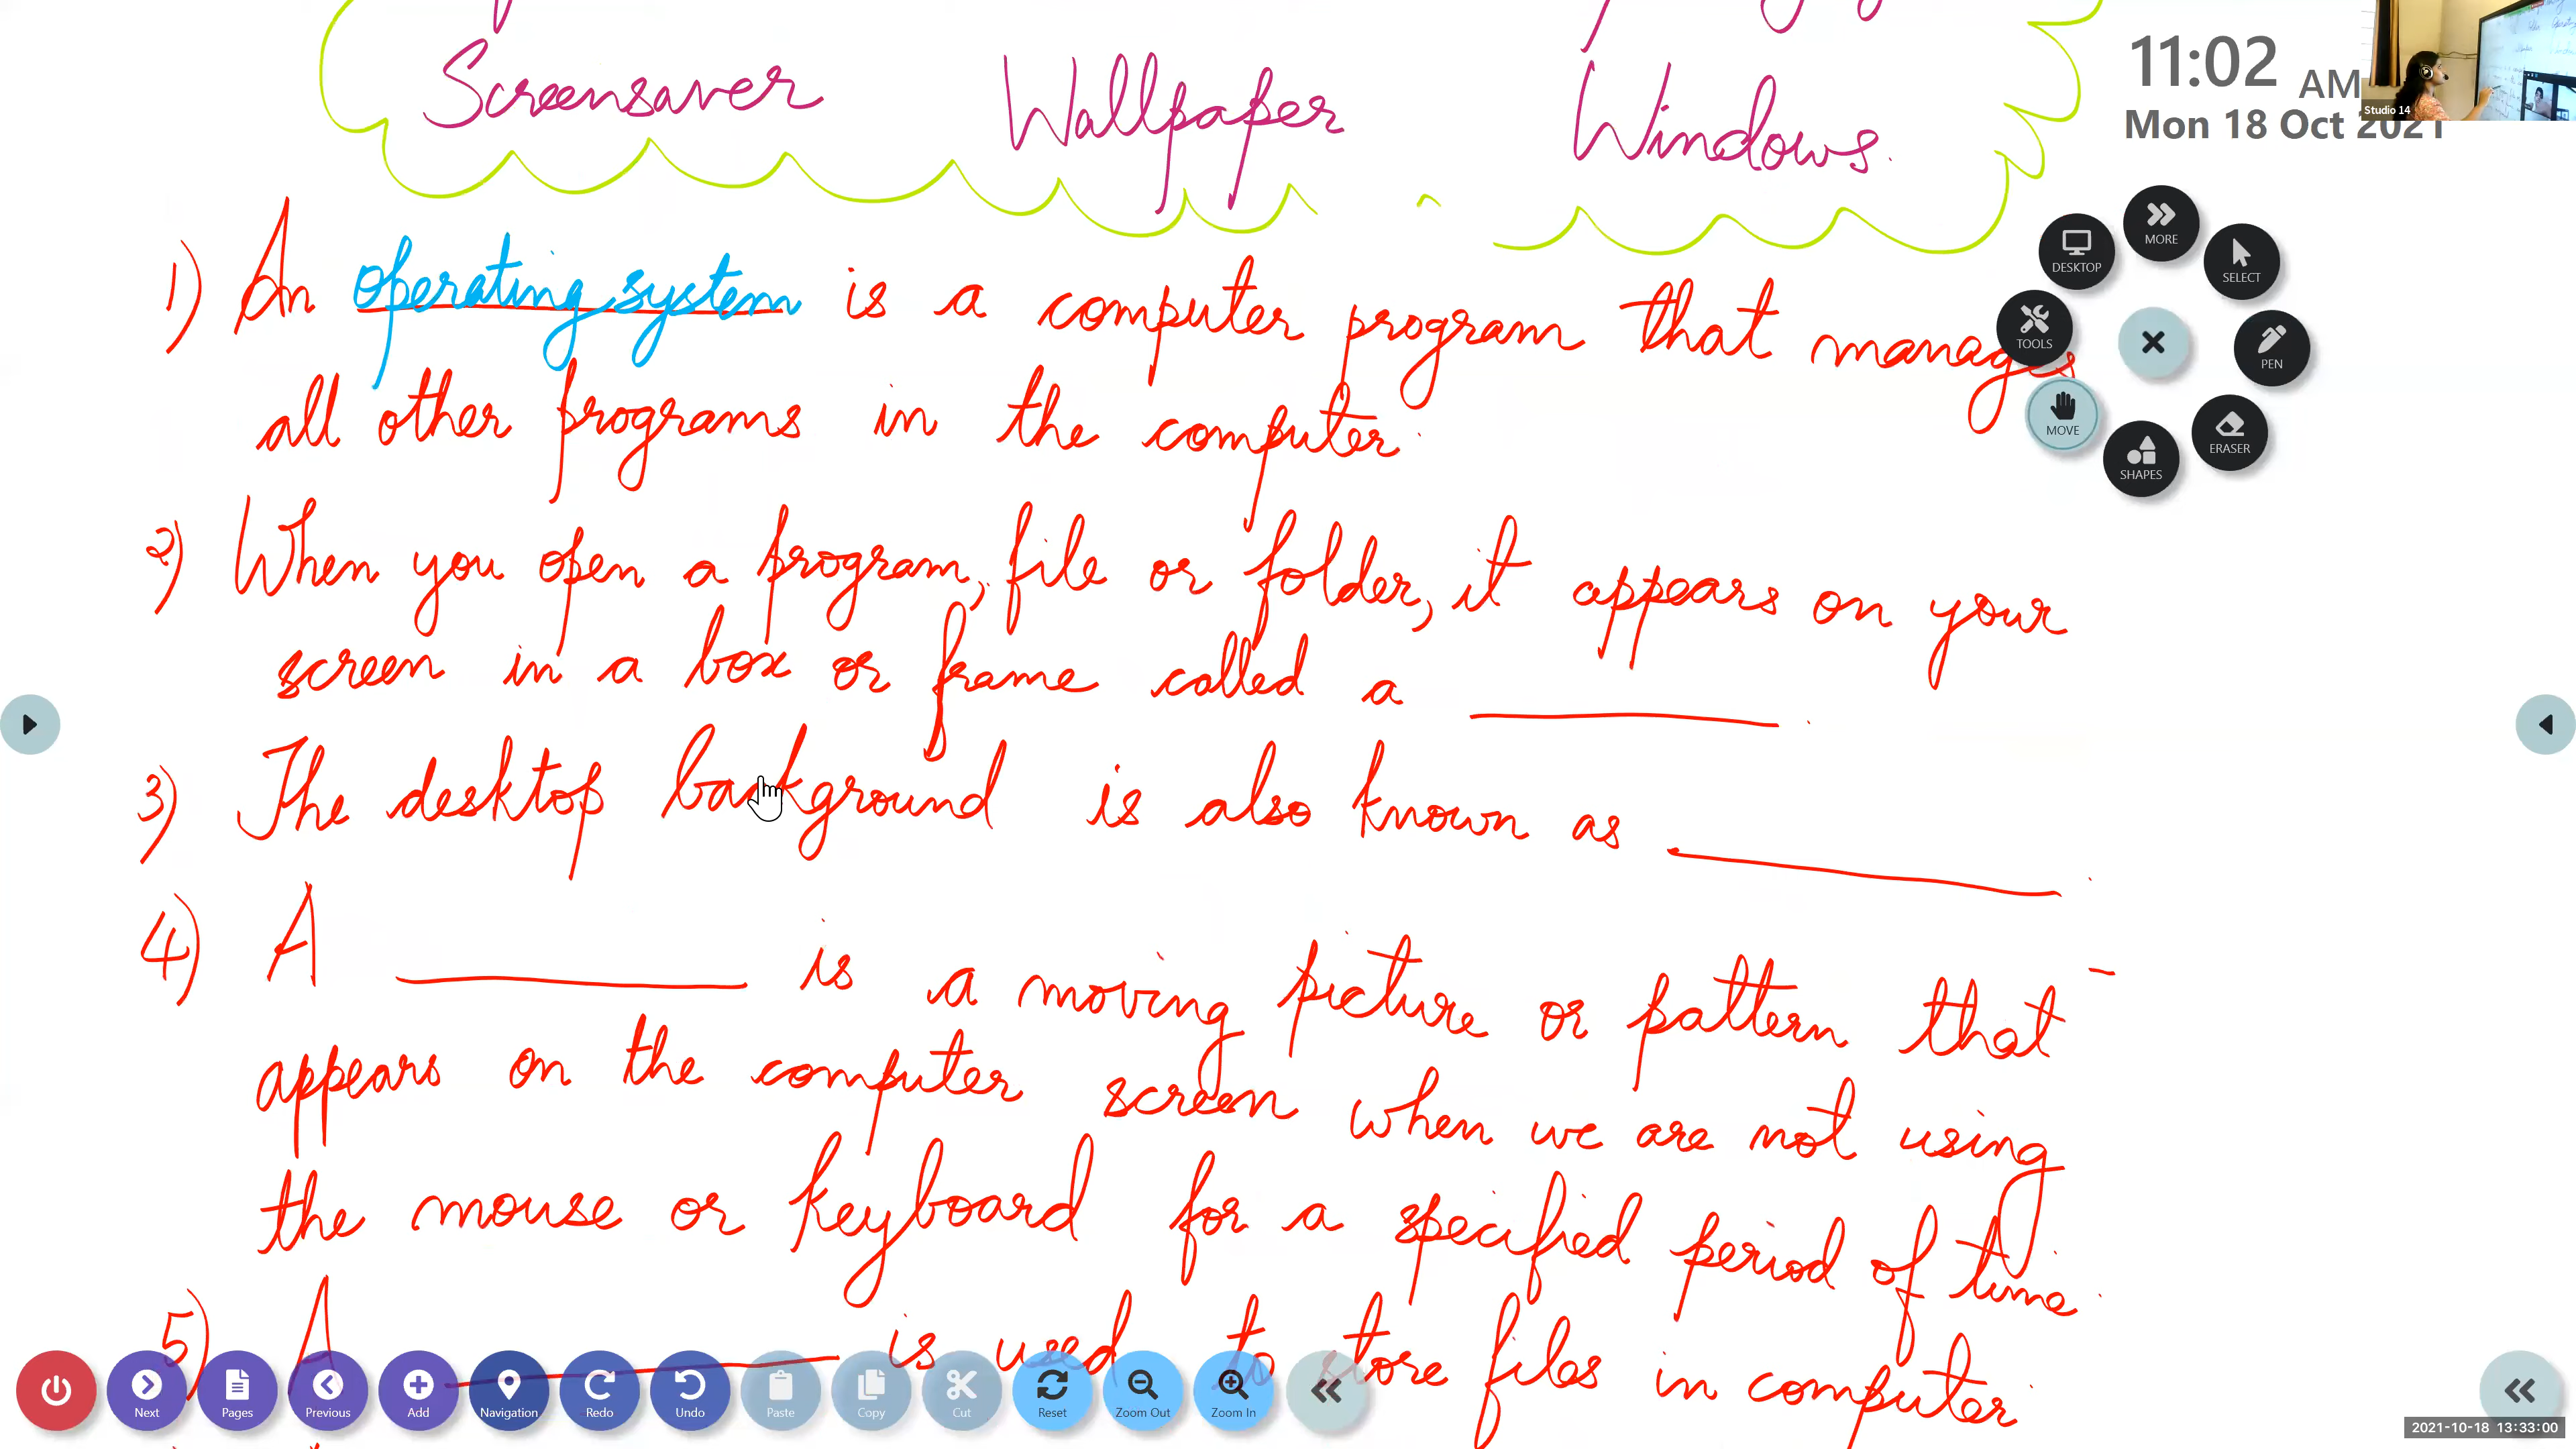 Screensaver Wallpaper Windows.
11:02 AM
Mon 18 Oct 2021
Studio 14
1) An operating system is a computer program that manages
all other programs in the computer.
2) When you open a program, file or folder, it appears on your
screen in a box or frame called a ________.
3) The desktop background is also known as ________.
4) A ________ is a moving picture or pattern that
appears on the computer screen when we are not using
the mouse or keyboard for a specified period of time.
5) A ________ is used to store files in computer
MORE
DESKTOP
SELECT
TOOLS
PEN
MOVE
ERASER
SHAPES
Next Pages Previous Add Navigation Redo Undo Paste Copy Cut Reset Zoom Out Zoom In
2021-10-18 13:33:00